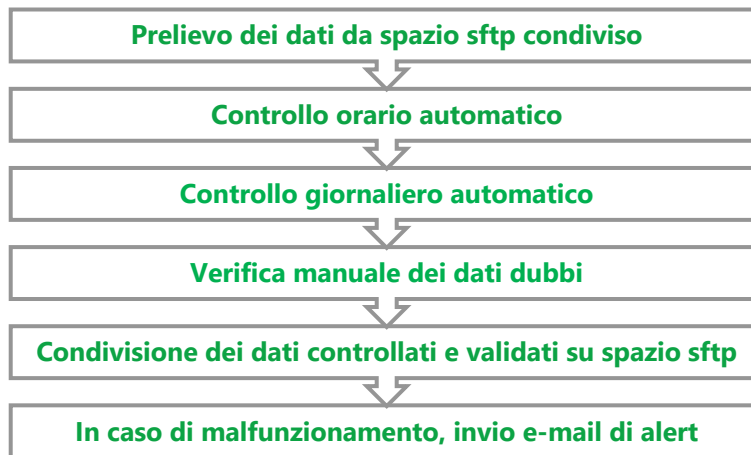 Prelievo dei dati da spazio sftp condiviso
Controllo orario automatico
Controllo giornaliero automatico
Verifica manuale dei dati dubbi
Condivisione dei dati controllati e validati su spazio sftp
In caso di malfunzionamento, invio e-mail di alert